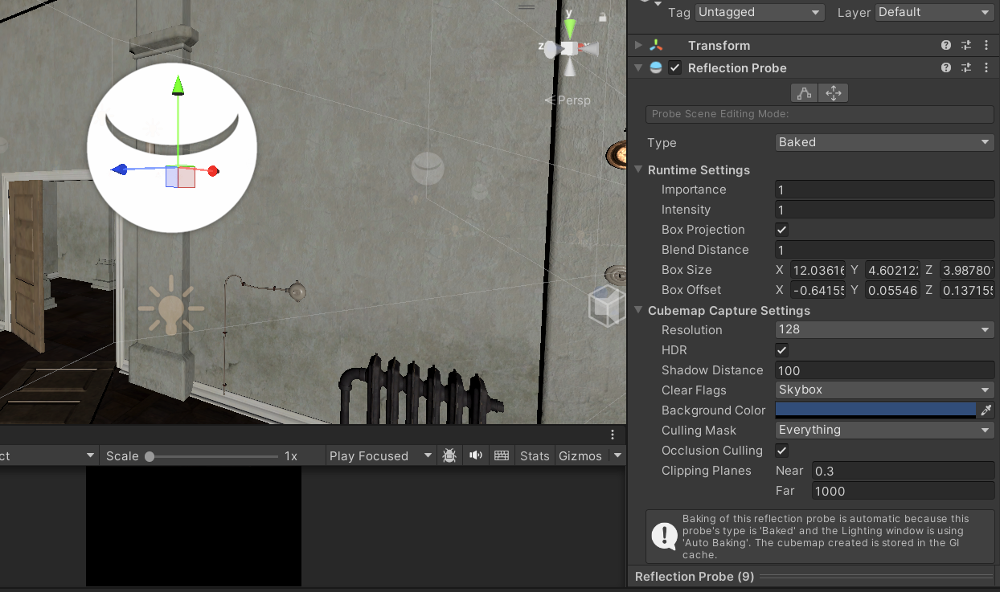 Tag Untagged Layer Default
Transform
Reflection Probe
y
z
Persp
Probe Scene Editing Mode:
Type Baked
Runtime Settings
Importance 1
Intensity 1
Box Projection
Blend Distance 1
Box Size X 12.03616 Y 4.602122 Z 3.98780
Box Offset X -0.64155 Y 0.05546 Z 0.137155
Cubemap Capture Settings
Resolution 128
HDR
Shadow Distance 100
Clear Flags Skybox
Background Color
Culling Mask Everything
Occlusion Culling
Clipping Planes Near 0.3
Far 1000
Baking of this reflection probe is automatic because this
probe's type is 'Baked' and the Lighting window is using
'Auto Baking'. The cubemap created is stored in the GI
cache.
Reflection Probe (9)
ct Scale 1x Play Focused Stats Gizmos